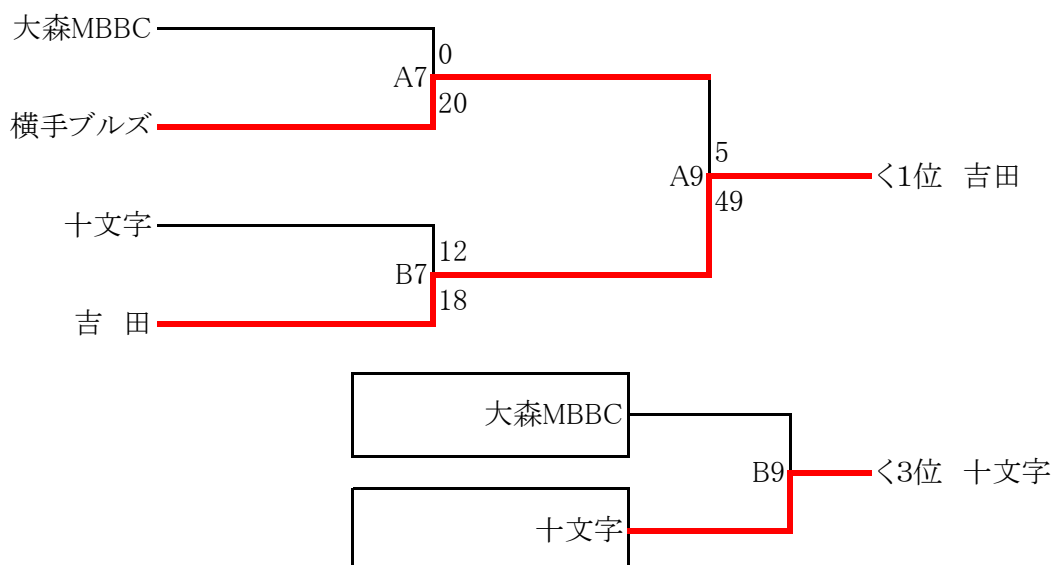 大森MBBC
0
A7
20
横手ブルズ
5
A9
く1位　吉田
49
十文字
12
B7
18
吉　田
大森MBBC
B9
く3位　十文字
十文字